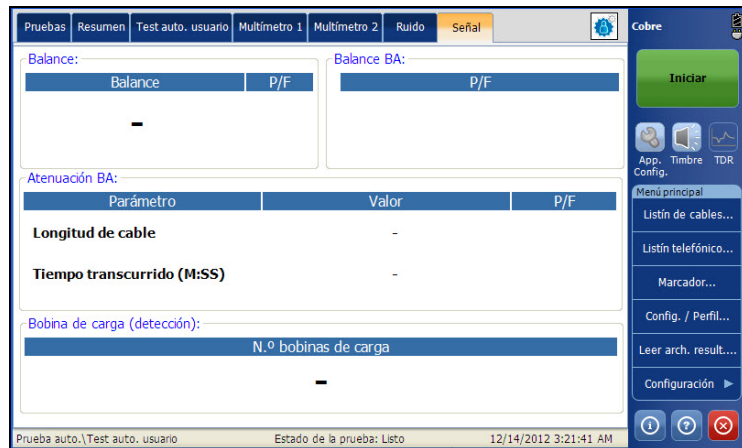 Pruebas Resumen Test auto. usuario Multímetro 1 Multímetro 2 Ruido Señal
Balance:
Balance P/F
-
Balance BA:
P/F
Atenuación BA:
Parámetro Valor P/F
Longitud de cable -
Tiempo transcurrido (M:SS) -
Bobina de carga (detección):
N.º bobinas de carga
-
Prueba auto.\Test auto. usuario Estado de la prueba: Listo 12/14/2012 3:21:41 AM
Cobre
Iniciar
App. Config. Timbre TDR
Menú principal
Listín de cables...
Listín telefónico...
Marcador...
Config. / Perfil...
Leer arch. result....
Configuración